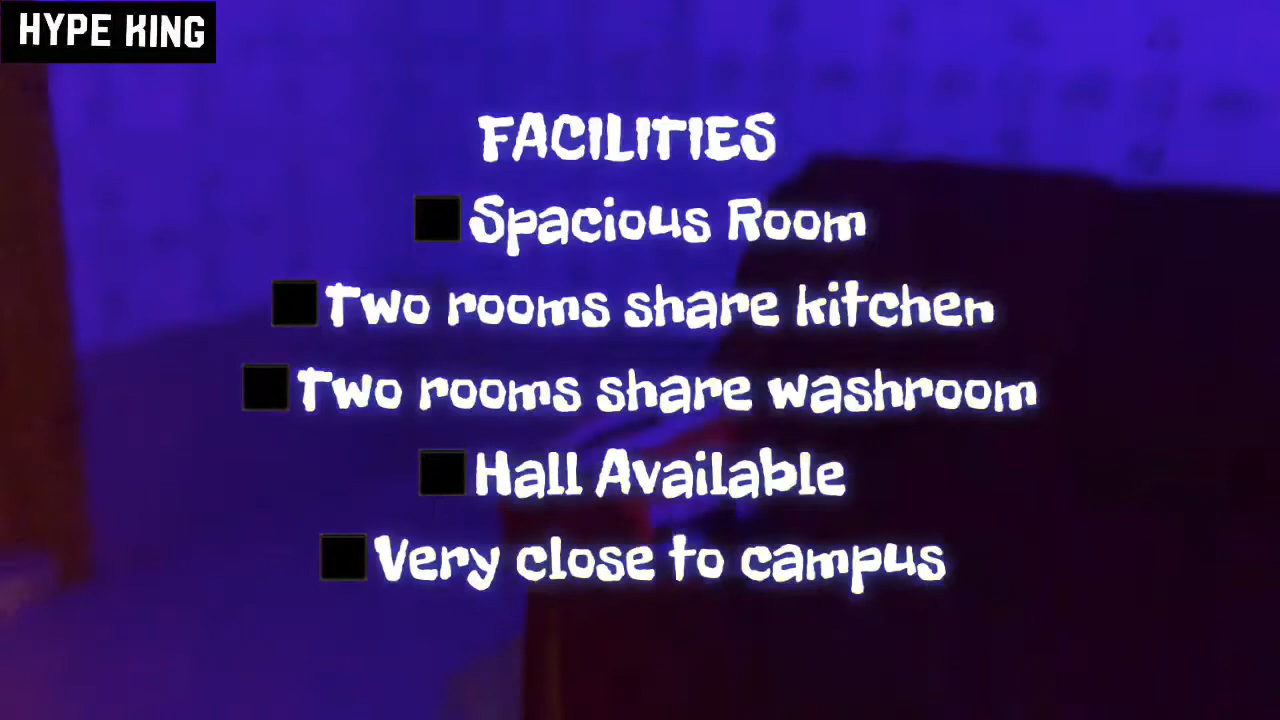 HYPE KING
FACILITIES
Spacious Room
Two rooms share kitchen
Two rooms share washroom
Hall Available
Very close to campus